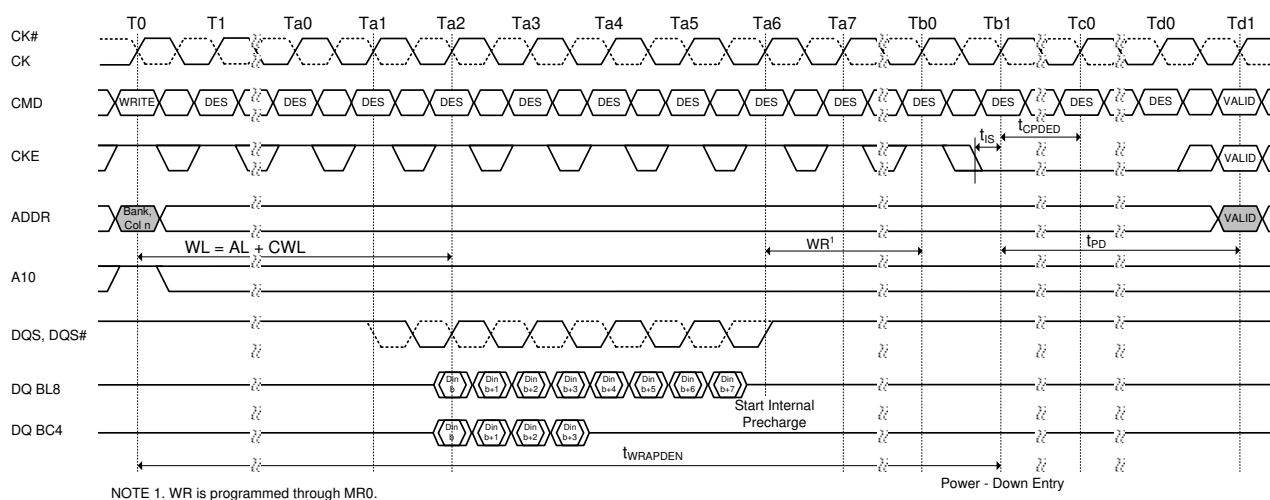 T0 T1 Ta0 Ta1 Ta2 Ta3 Ta4 Ta5 Ta6 Ta7 Tb0 Tb1 Tc0 Td0 Td1
CK#
CK
CMD WRITE DES DES DES DES DES DES DES DES DES DES DES DES DES VALID
tIS tCPDED
CKE VALID
ADDR Bank, Col n VALID
WL = AL + CWL WR1 tPD
A10
DQS, DQS#
DQ BL8 Din b Din b+1 Din b+2 Din b+3 Din b+4 Din b+5 Din b+6 Din b+7
Start Internal
Precharge
DQ BC4 Din b Din b+1 Din b+2 Din b+3
tWRAPDEN
Power - Down Entry
NOTE 1. WR is programmed through MR0.